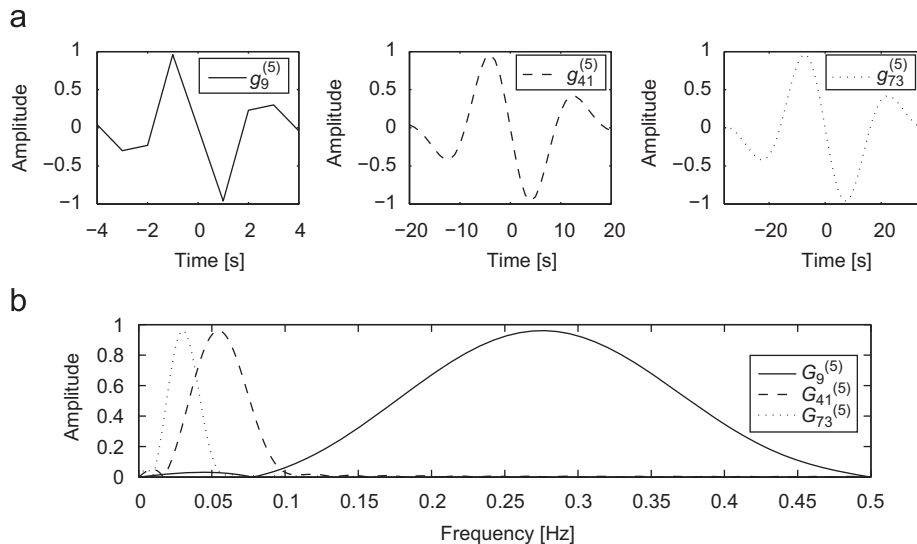 a
Amplitude
1
0.5
0
−0.5
−1
g9(5)
−4 −2 0 2 4
Time [s]
Amplitude
1
0.5
0
−0.5
−1
g41(5)
−20 −10 0 10 20
Time [s]
Amplitude
1
0.5
0
−0.5
−1
g73(5)
−20 0 20
Time [s]
b
Amplitude
1
0.8
0.6
0.4
0.2
0
G9(5)
G41(5)
G73(5)
0 0.05 0.1 0.15 0.2 0.25 0.3 0.35 0.4 0.45 0.5
Frequency [Hz]